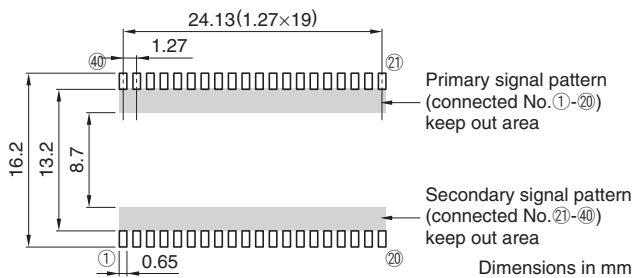 24.13(1.27×19)
㊵
1.27
㉑
Primary signal pattern
(connected No.①-⑳)
keep out area
16.2
13.2
8.7
Secondary signal pattern
(connected No.㉑-㊵)
keep out area
①
0.65
⑳
Dimensions in mm